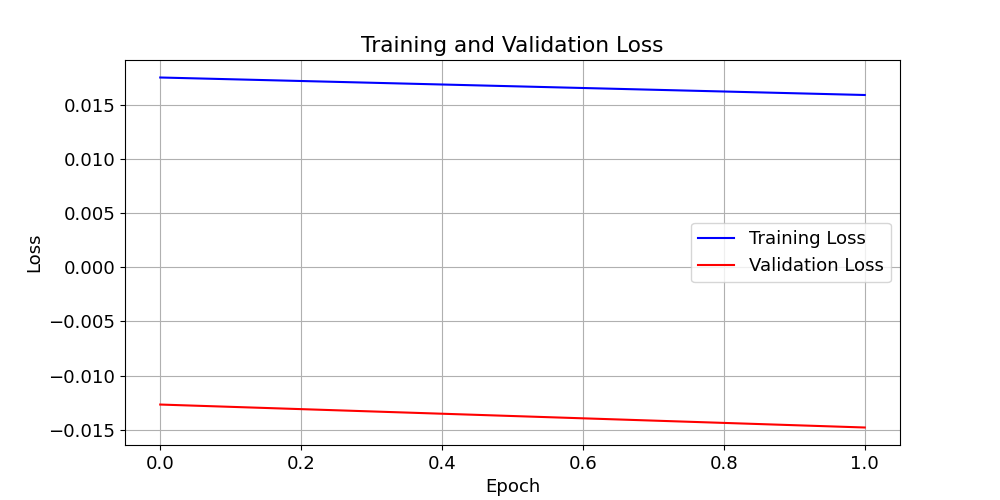 Training and Validation Loss
Loss
0.015
0.010
0.005
0.000
−0.005
−0.010
−0.015
Training Loss
Validation Loss
0.0 0.2 0.4 0.6 0.8 1.0
Epoch